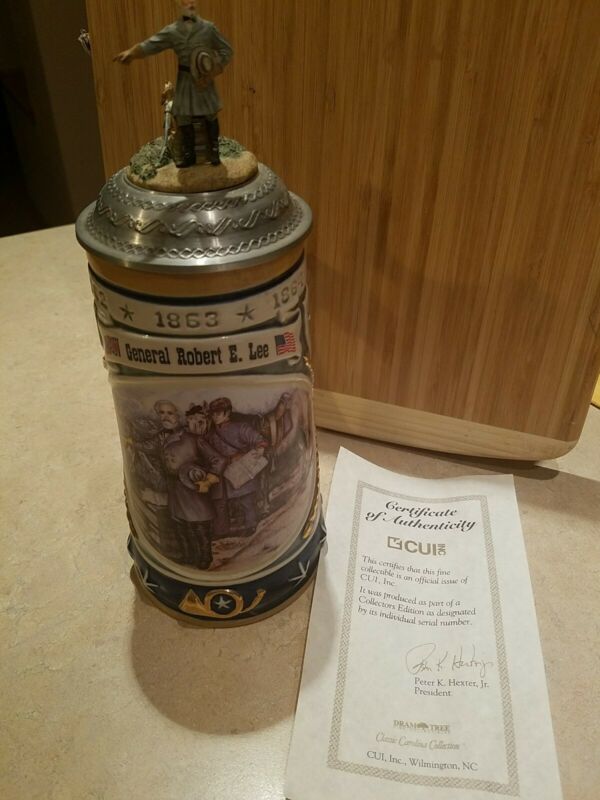 1863
General Robert E. Lee
Certificate
of Authenticity
CUI INC
This certifies that this fine
collectible is an official issue of
CUI, Inc.
It was produced as part of a
Collectors Edition as designated
by its individual serial number.
Peter K. Hexter, Jr.
President
DRAM TREE
Classic Carolina Collection
CUI, Inc., Wilmington, NC